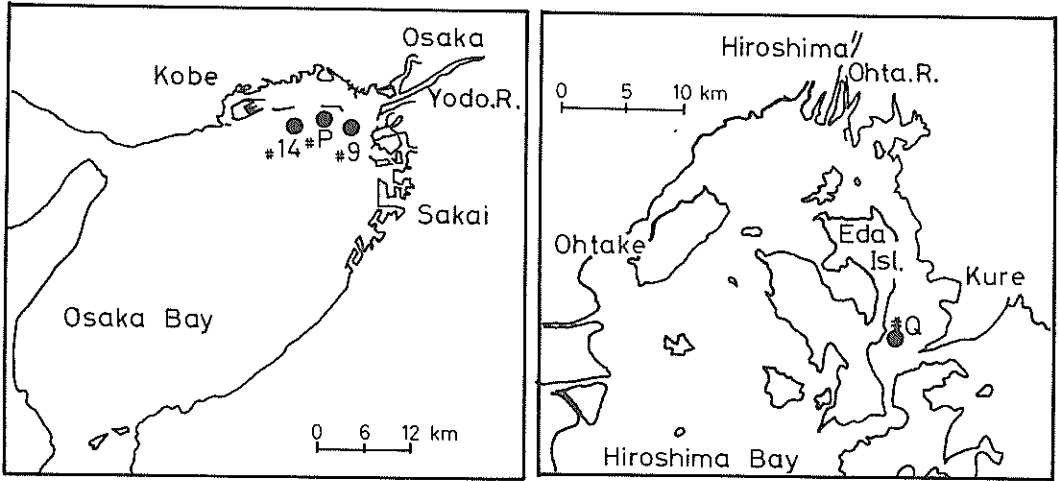 Osaka
Kobe
Yodo.R.
#14
#P
#9
Sakai
Osaka Bay
0 6 12 km
Hiroshima
Ohta.R.
0 5 10 km
Eda
Isl.
Ohtake
Kure
#Q
Hiroshima Bay